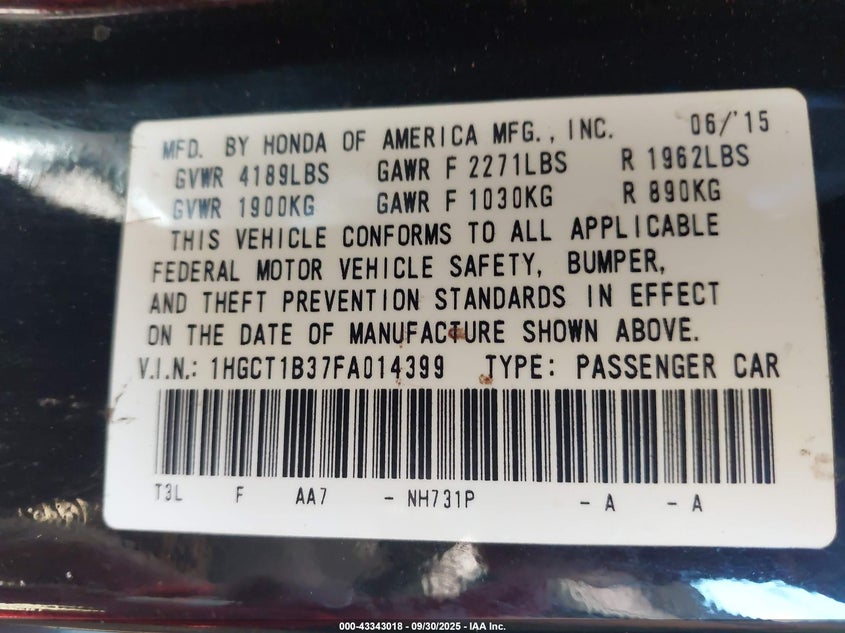 MFD. BY HONDA OF AMERICA MFG., INC. 06/'15
GVWR 4189LBS GAWR F 2271LBS R 1962LBS
GVWR 1900KG GAWR F 1030KG R 890KG
THIS VEHICLE CONFORMS TO ALL APPLICABLE
FEDERAL MOTOR VEHICLE SAFETY, BUMPER,
AND THEFT PREVENTION STANDARDS IN EFFECT
ON THE DATE OF MANUFACTURE SHOWN ABOVE.
V.I.N.: 1HGCT1B37FA014399 TYPE: PASSENGER CAR
T3L F AA7 - NH731P - A - A
000-43343018 - 09/30/2025 - IAA Inc.